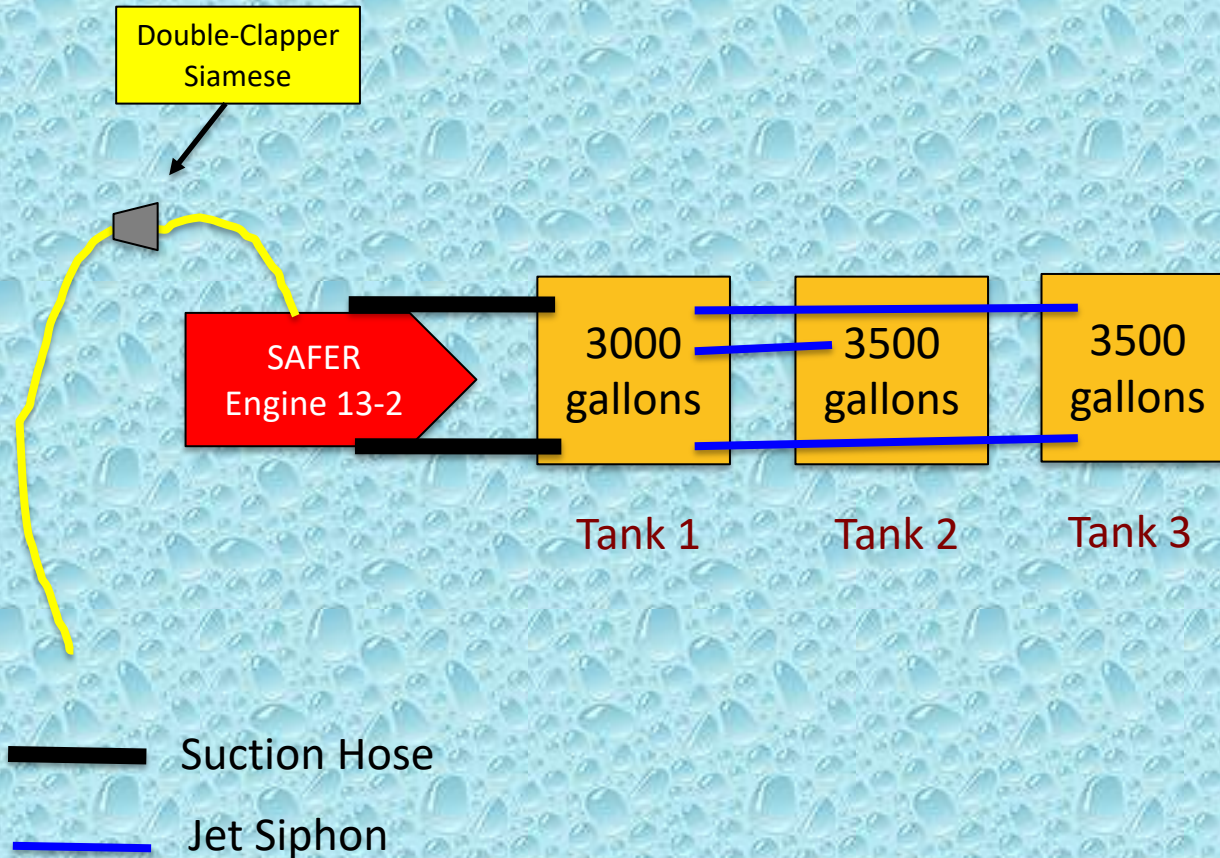 Double-Clapper
Siamese
SAFER
Engine 13-2
3000
gallons
3500
gallons
3500
gallons
Tank 1
Tank 2
Tank 3
Suction Hose
Jet Siphon